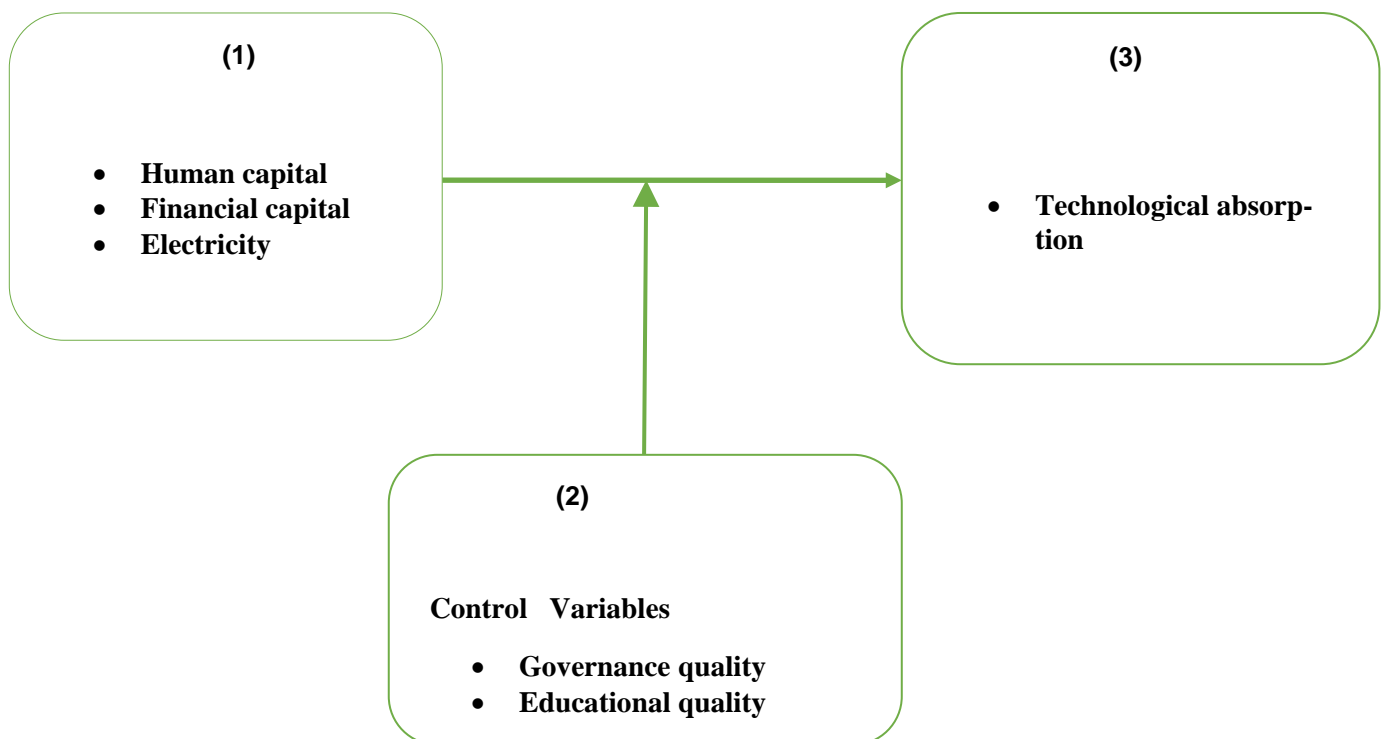 (1)
• Human capital
• Financial capital
• Electricity
(3)
• Technological absorp-
tion
(2)
Control Variables
• Governance quality
• Educational quality